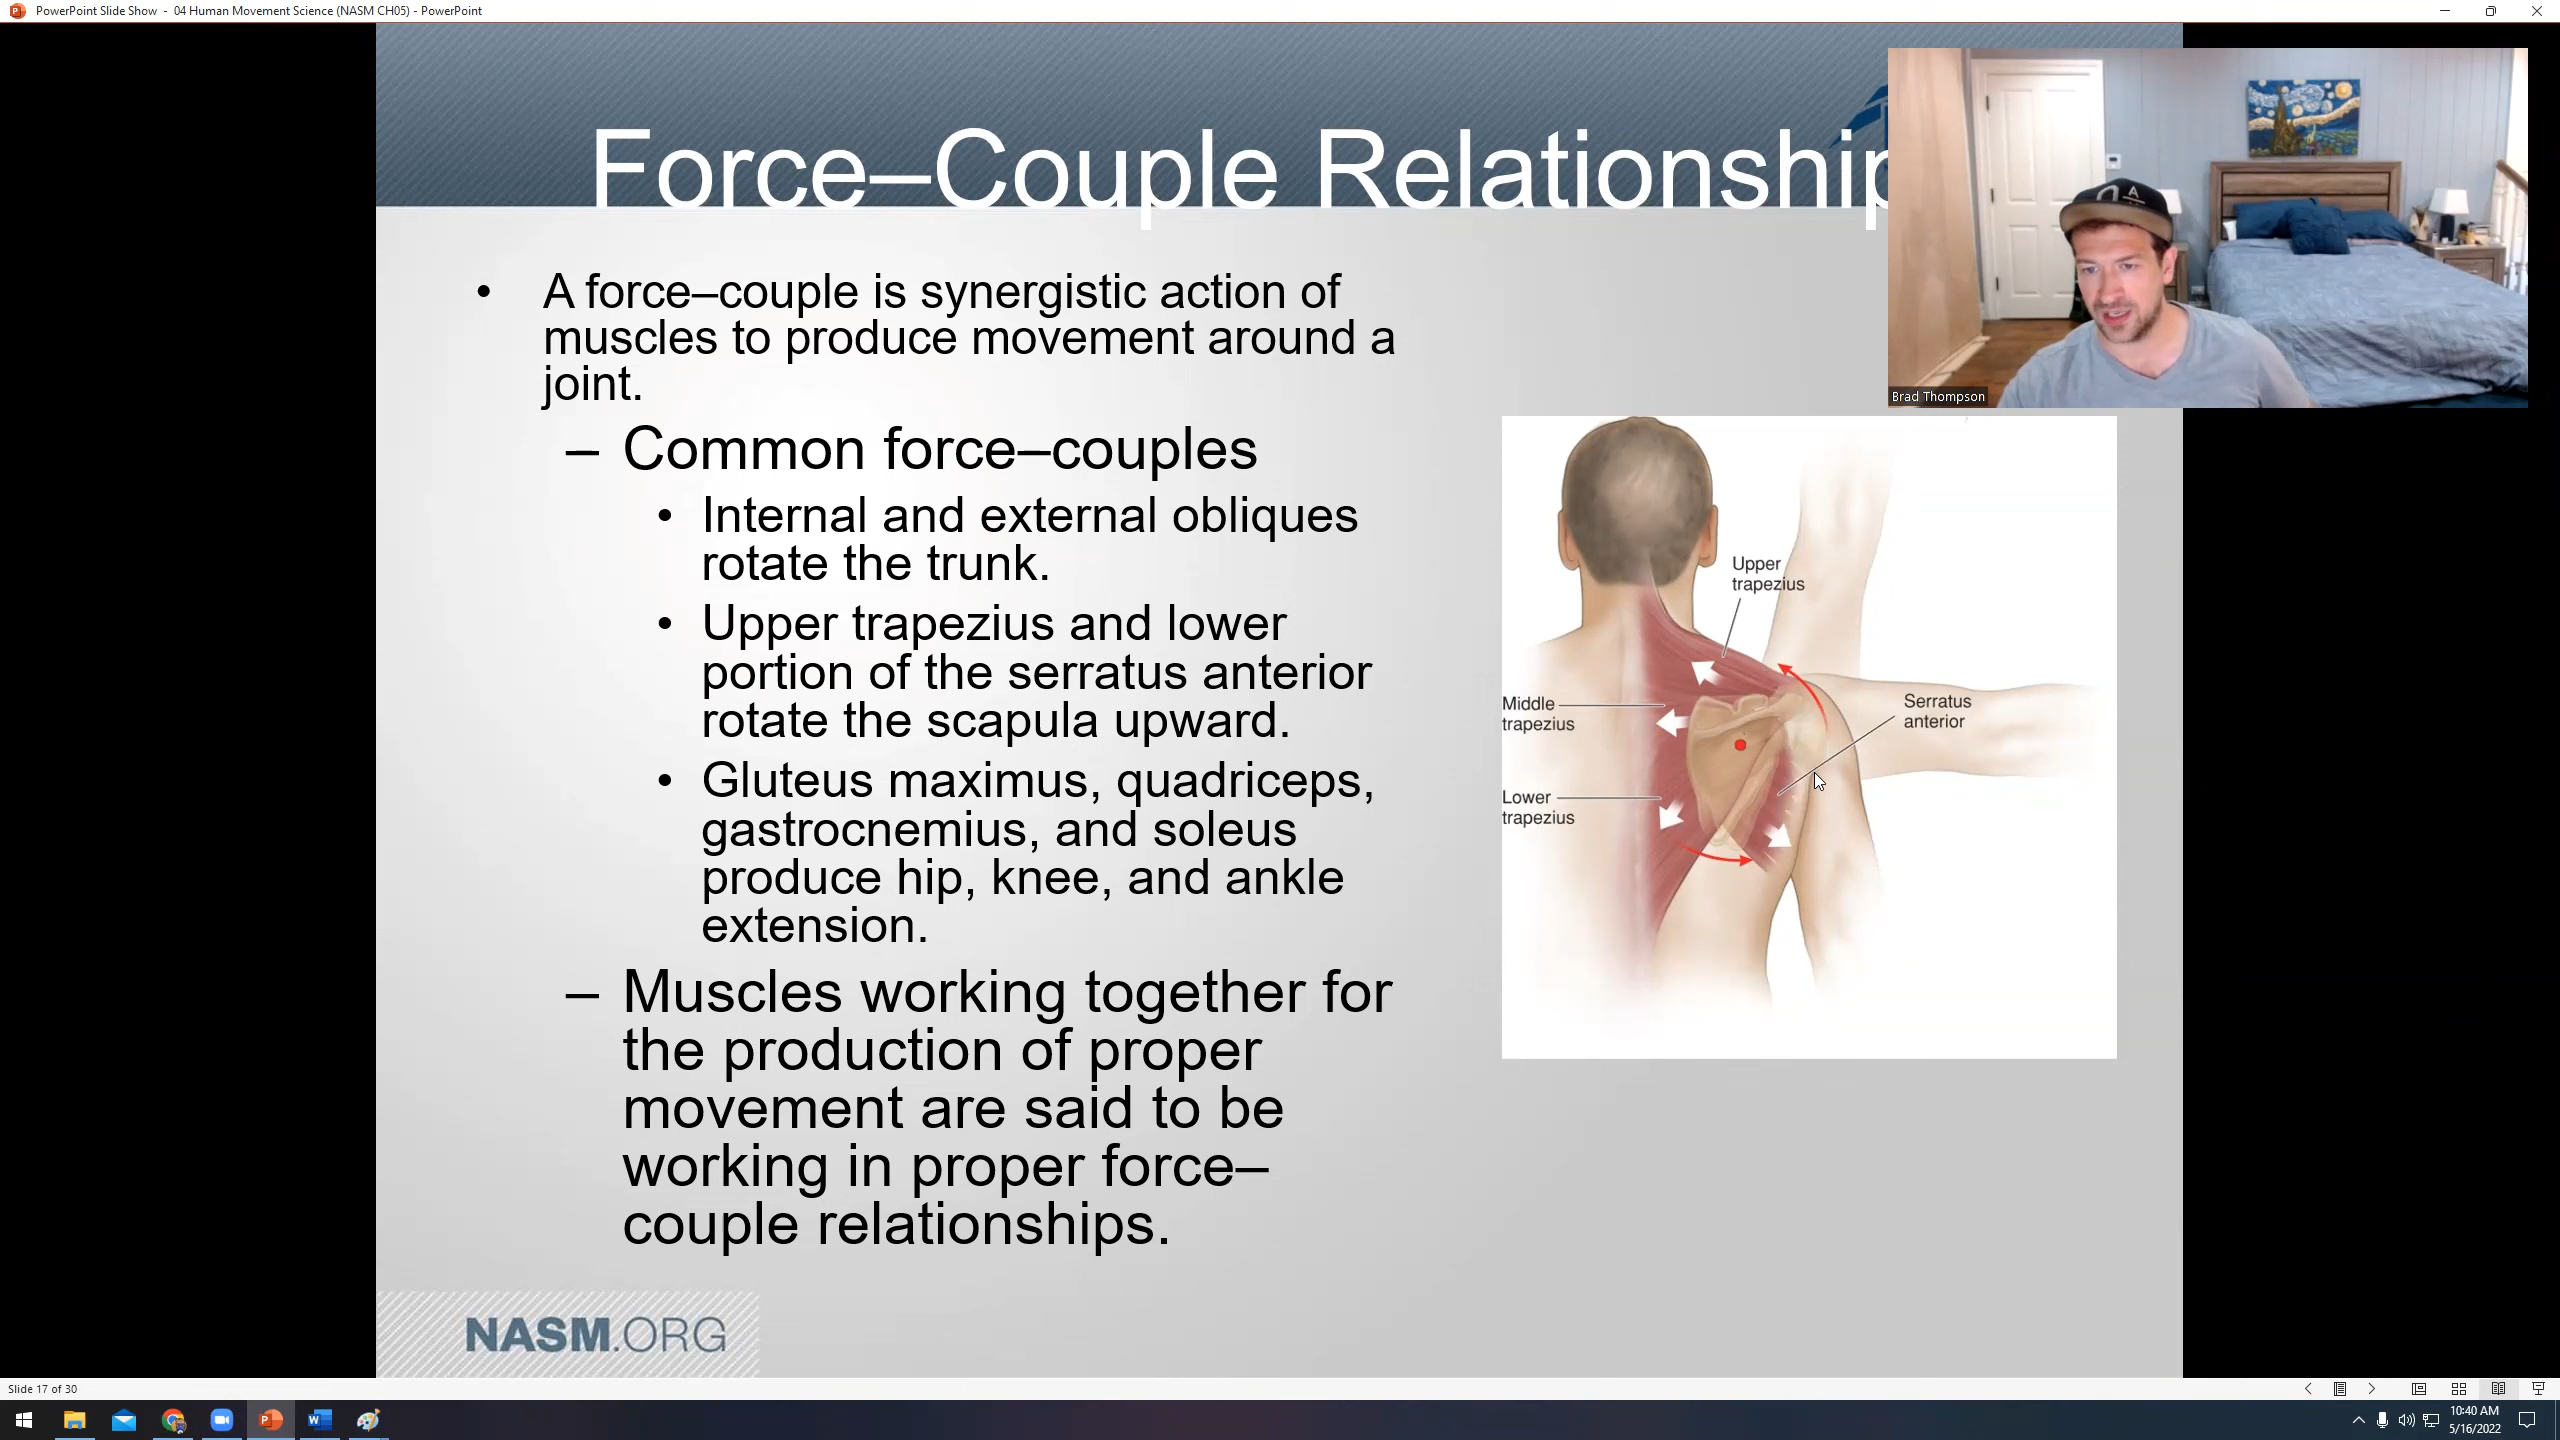 PowerPoint Slide Show - 04 Human Movement Science (NASM CH05) - PowerPoint
Force–Couple Relationship
Brad Thompson
• A force–couple is synergistic action of
muscles to produce movement around a
joint.
– Common force–couples
• Internal and external obliques
rotate the trunk.
• Upper trapezius and lower
portion of the serratus anterior
rotate the scapula upward.
• Gluteus maximus, quadriceps,
gastrocnemius, and soleus
produce hip, knee, and ankle
extension.
– Muscles working together for
the production of proper
movement are said to be
working in proper force–
couple relationships.
Upper
trapezius
Middle
trapezius
Serratus
anterior
Lower
trapezius
NASM.ORG
Slide 17 of 30
10:40 AM
5/16/2022